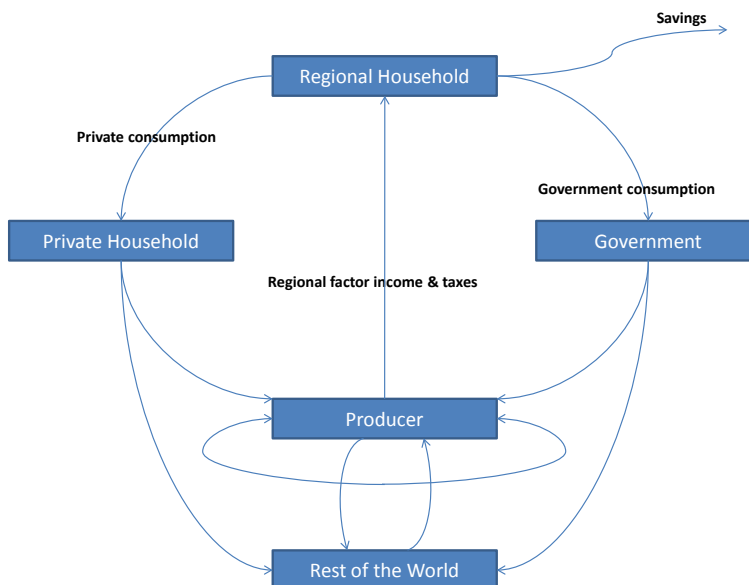 Savings
Regional Household
Private consumption
Government consumption
Private Household
Government
Regional factor income & taxes
Producer
Rest of the World